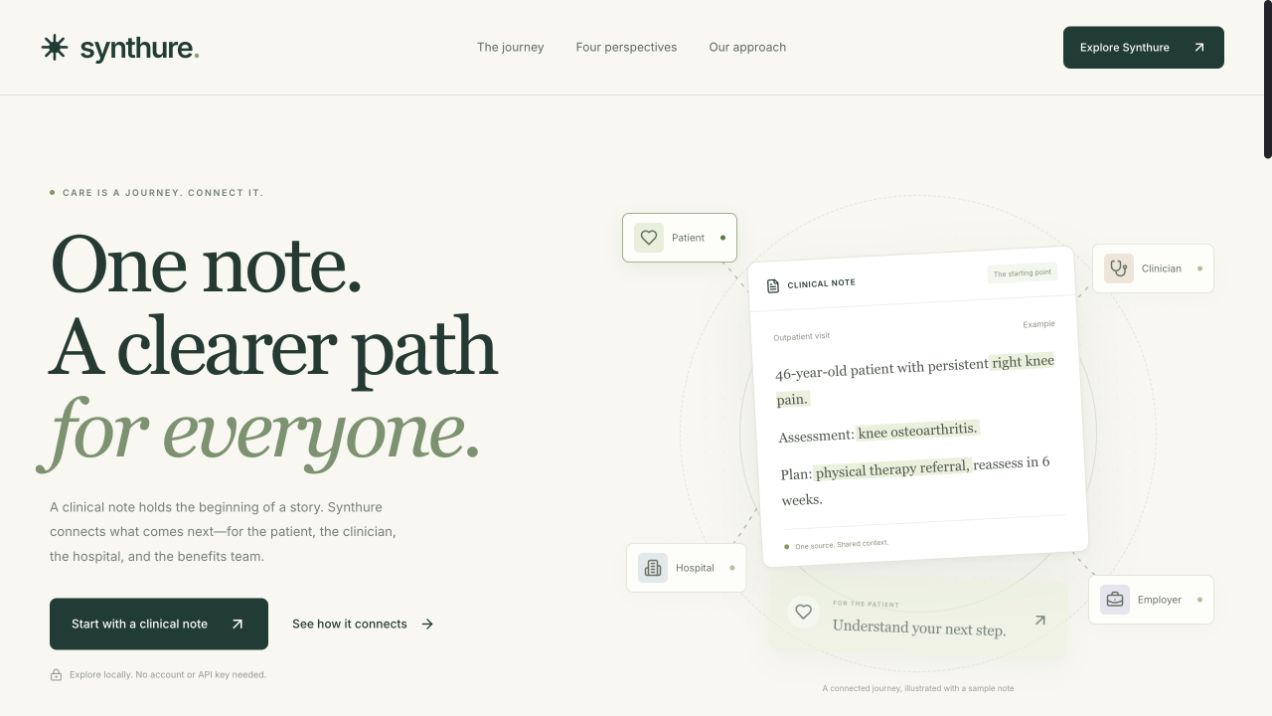 synthure.
The journey
Four perspectives
Our approach
Explore Synthure
CARE IS A JOURNEY. CONNECT IT.
One note.
A clearer path
for everyone.
A clinical note holds the beginning of a story. Synthure
connects what comes next—for the patient, the clinician,
the hospital, and the benefits team.
Start with a clinical note
See how it connects
Explore locally. No account or API key needed.
Patient
Clinician
CLINICAL NOTE
The starting point
Outpatient visit
Example
46-year-old patient with persistent right knee
pain.
Assessment: knee osteoarthritis.
Plan: physical therapy referral, reassess in 6
weeks.
One source. Shared context.
Hospital
Employer
FOR THE PATIENT
Understand your next step.
A connected journey, illustrated with a sample note